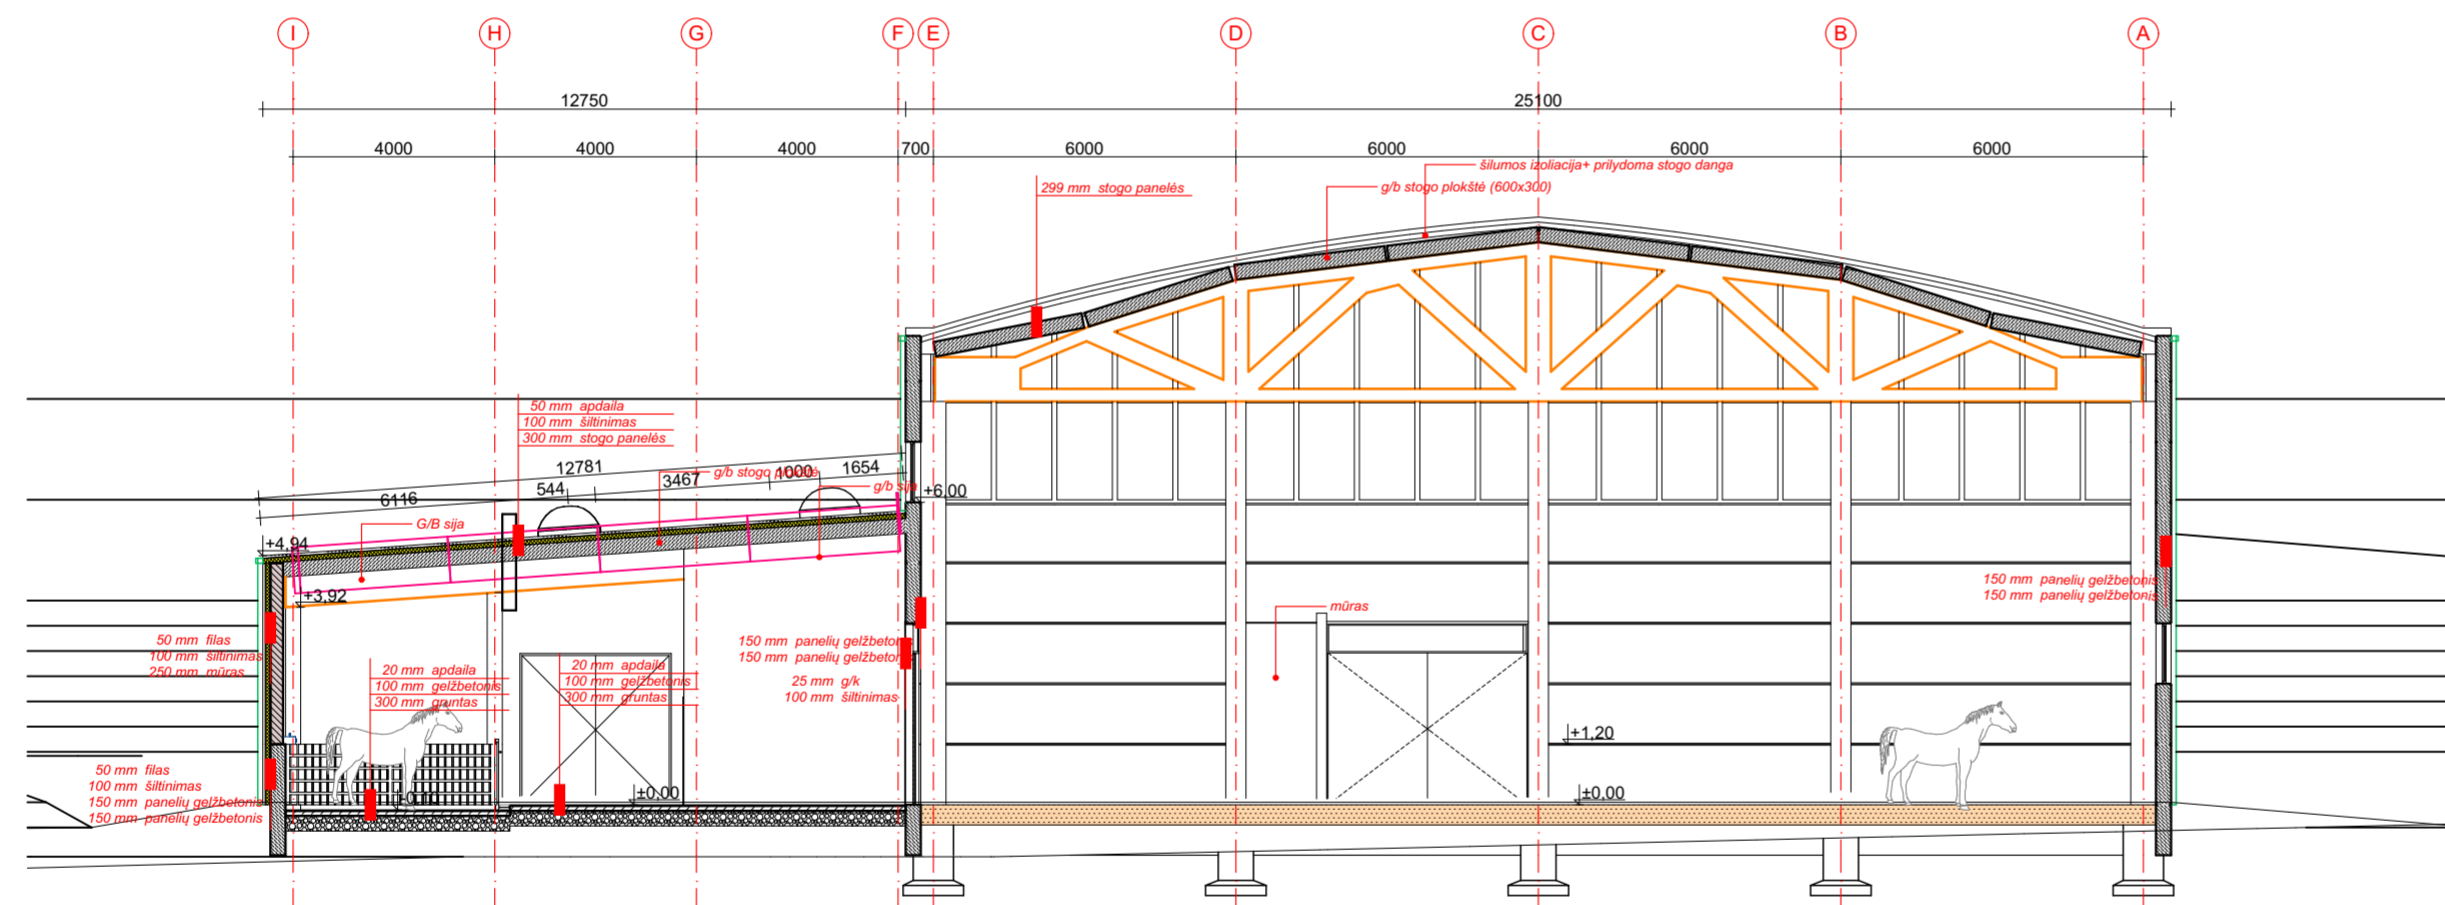 I H G F E D C B A
12750 25100
4000 4000 4000 700 6000 6000 6000 6000
šilumos izoliacija+ prilydoma stogo danga
299 mm stogo panelės
g/b stogo plokštė (600x300)
50 mm apdaila
100 mm šiltinimas
300 mm stogo panelės
12781
6116 544 3467 1000 1654
g/b stogo plokštė
g/b sija
+6,00
G/B sija
+4,94
+3,92
150 mm panelių gelžbetonis
150 mm panelių gelžbetonis
mūras
50 mm filas
100 mm šiltinimas
250 mm mūras
20 mm apdaila
100 mm gelžbetonis
300 mm gruntas
20 mm apdaila
100 mm gelžbetonis
300 mm gruntas
150 mm panelių gelžbetonis
150 mm panelių gelžbetonis
25 mm g/k
100 mm šiltinimas
+1,20
50 mm filas
100 mm šiltinimas
150 mm panelių gelžbetonis
150 mm panelių gelžbetonis
±0,00
±0,00